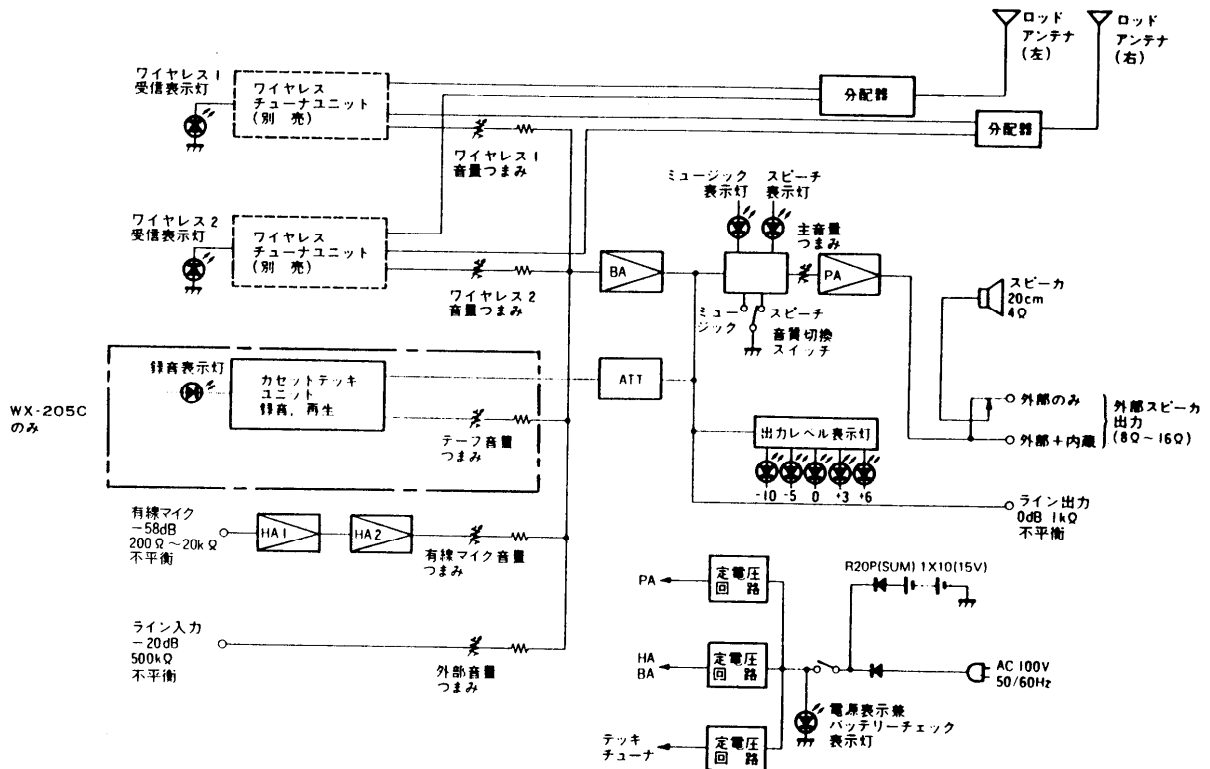 ロッド
アンテナ
(左)
ロッド
アンテナ
(右)
ワイヤレス1
受信表示灯
ワイヤレス
チューナユニット
(別売)
分配器
分配器
ワイヤレス1
音量つまみ
ミュージック
表示灯
スピーチ
表示灯
ワイヤレス2
受信表示灯
ワイヤレス
チューナユニット
(別売)
主音量
つまみ
BA
PA
ワイヤレス2
音量つまみ
ミュー
ジック
スピーチ
音質切換
スイッチ
スピーカ
20cm
4Ω
録音表示灯
カセットテッキ
ユニット
録音,再生
ATT
WX-205C
のみ
テープ音量
つまみ
出力レベル表示灯
-10 -5 0 +3 +6
外部のみ
外部+内蔵
外部スピーカ
出力
(8Ω~16Ω)
有線マイク
-58dB
200Ω~20kΩ
不平衡
HA1
HA2
有線マイク音量
つまみ
ライン出力
0dB 1kΩ
不平衡
R20P(SUM) 1X10(15V)
PA
定電圧
回路
ライン入力
-20dB
500kΩ
不平衡
外部音量
つまみ
HA
BA
定電圧
回路
AC 100V
50/60Hz
電原表示兼
バッテリーチェック
表示灯
テッキ
チューナ
定電圧
回路